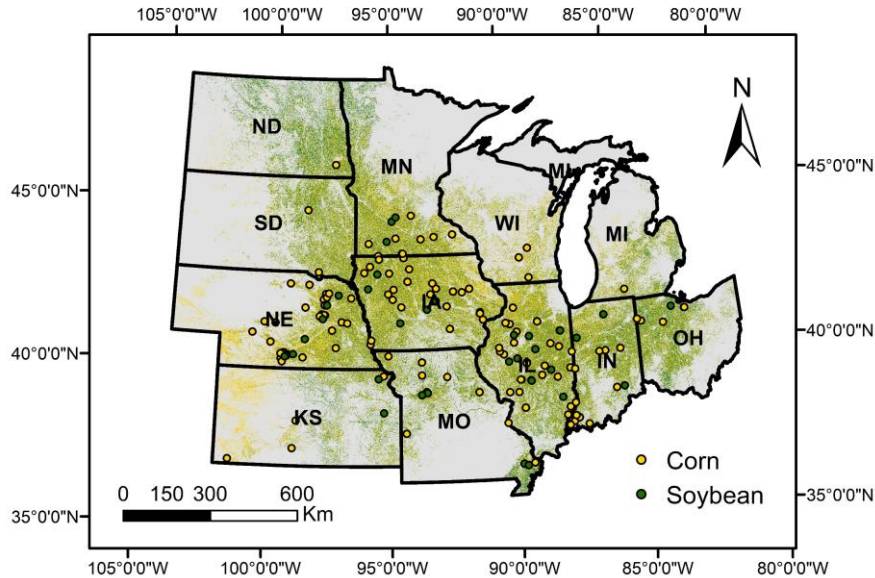 105°0'0"W 100°0'0"W 95°0'0"W 90°0'0"W 85°0'0"W 80°0'0"W
N
ND
MN
MI
45°0'0"N 45°0'0"N
SD
WI
MI
NE
IA
OH
40°0'0"N 40°0'0"N
IL
IN
KS
MO
Corn
Soybean
0 150 300 600
Km
35°0'0"N 35°0'0"N
105°0'0"W 100°0'0"W 95°0'0"W 90°0'0"W 85°0'0"W 80°0'0"W